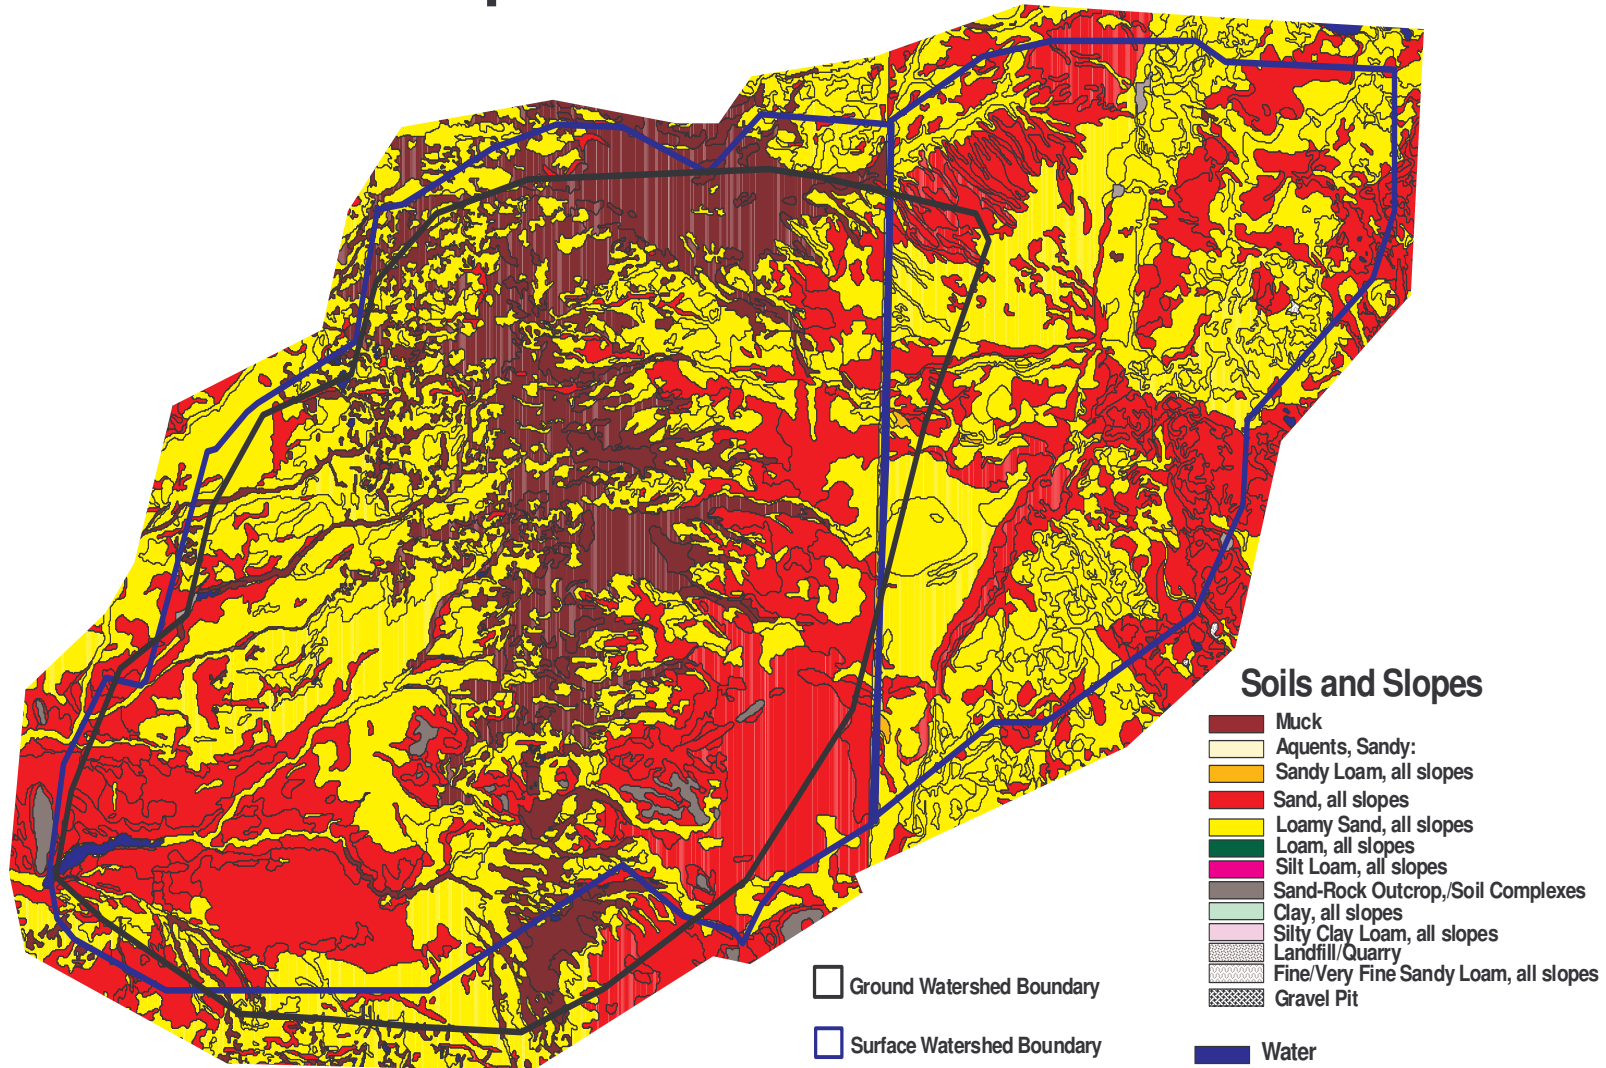 Soils and Slopes
Muck
Aquents, Sandy:
Sandy Loam, all slopes
Sand, all slopes
Loamy Sand, all slopes
Loam, all slopes
Silt Loam, all slopes
Sand-Rock Outcrop,/Soil Complexes
Clay, all slopes
Silty Clay Loam, all slopes
Landfill/Quarry
Fine/Very Fine Sandy Loam, all slopes
Gravel Pit
Ground Watershed Boundary
Surface Watershed Boundary
Water